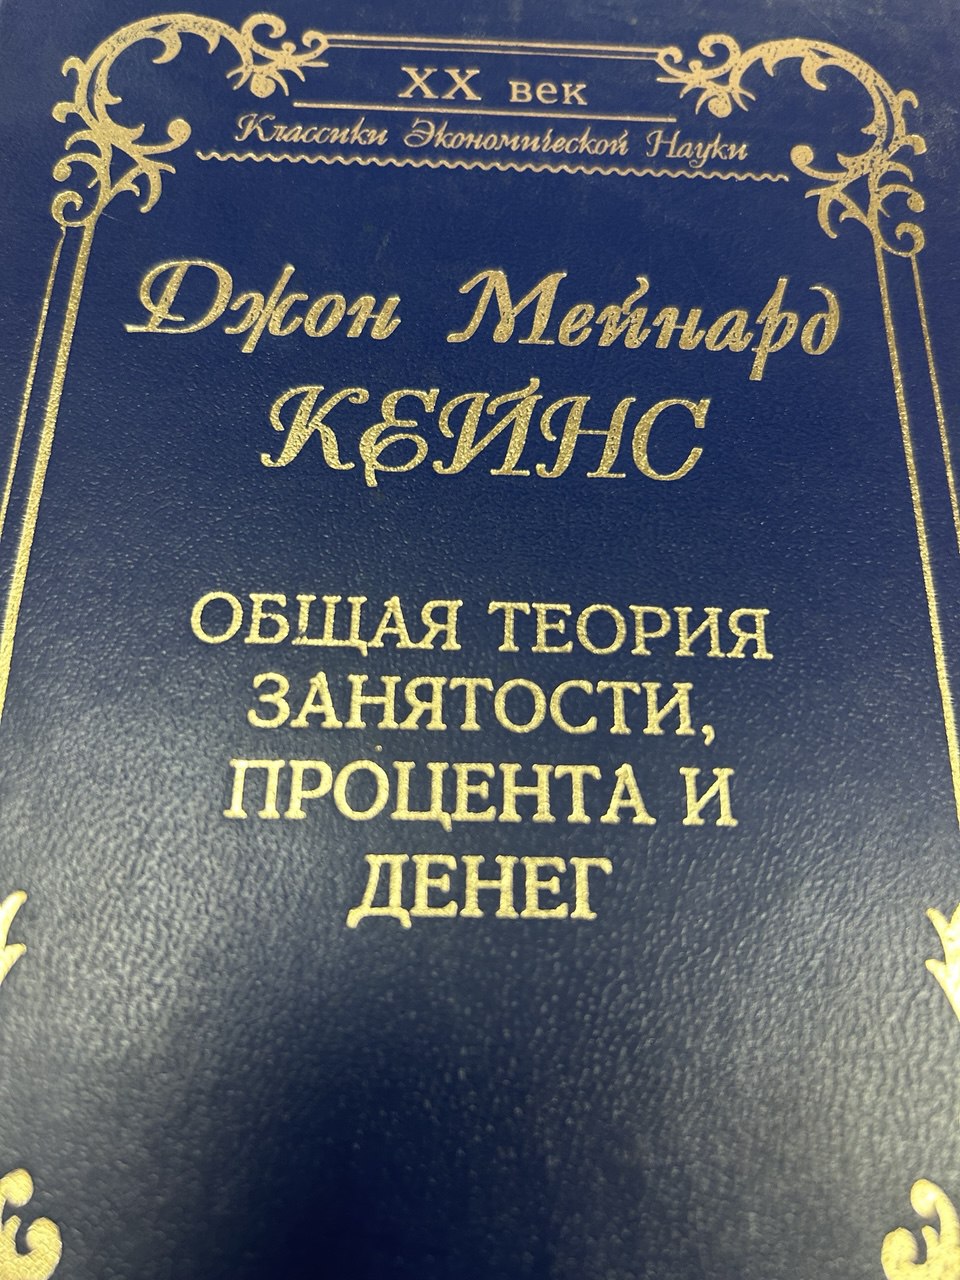 XX век
Классики Экономической Науки
Джон Мейнард
КЕЙНС
ОБЩАЯ ТЕОРИЯ
ЗАНЯТОСТИ,
ПРОЦЕНТА И
ДЕНЕГ